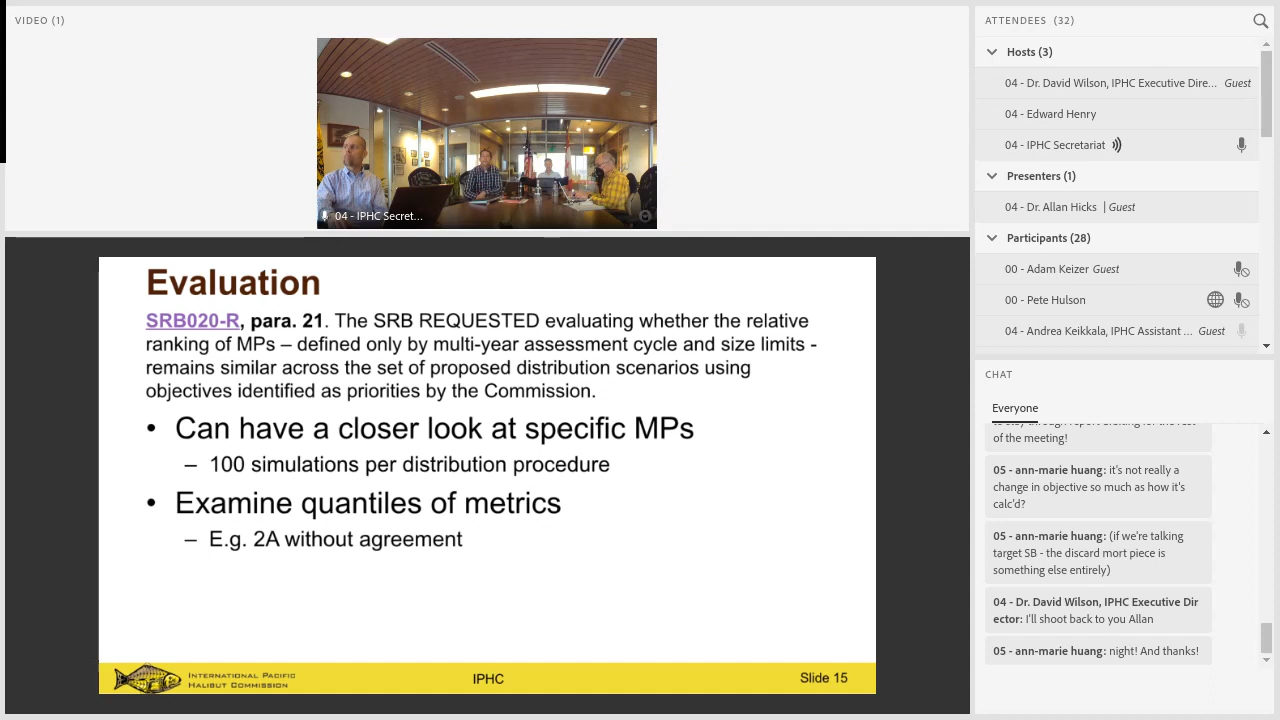 VIDEO (1)
04 - IPHC Secret...
Evaluation
SRB020-R, para. 21. The SRB REQUESTED evaluating whether the relative
ranking of MPs – defined only by multi-year assessment cycle and size limits -
remains similar across the set of proposed distribution scenarios using
objectives identified as priorities by the Commission.
• Can have a closer look at specific MPs
– 100 simulations per distribution procedure
• Examine quantiles of metrics
– E.g. 2A without agreement
INTERNATIONAL PACIFIC
HALIBUT COMMISSION
IPHC
Slide 15
ATTENDEES (32)
Hosts (3)
04 - Dr. David Wilson, IPHC Executive Dire... Guest
04 - Edward Henry
04 - IPHC Secretariat
Presenters (1)
04 - Dr. Allan Hicks | Guest
Participants (28)
00 - Adam Keizer Guest
00 - Pete Hulson
04 - Andrea Keikkala, IPHC Assistant ... Guest
CHAT
Everyone
of the meeting!
05 - ann-marie huang: it's not really a
change in objective so much as how it's
calc'd?
05 - ann-marie huang: (if we're talking
target SB - the discard mort piece is
something else entirely)
04 - Dr. David Wilson, IPHC Executive Dir
ector: I'll shoot back to you Allan
05 - ann-marie huang: night! And thanks!